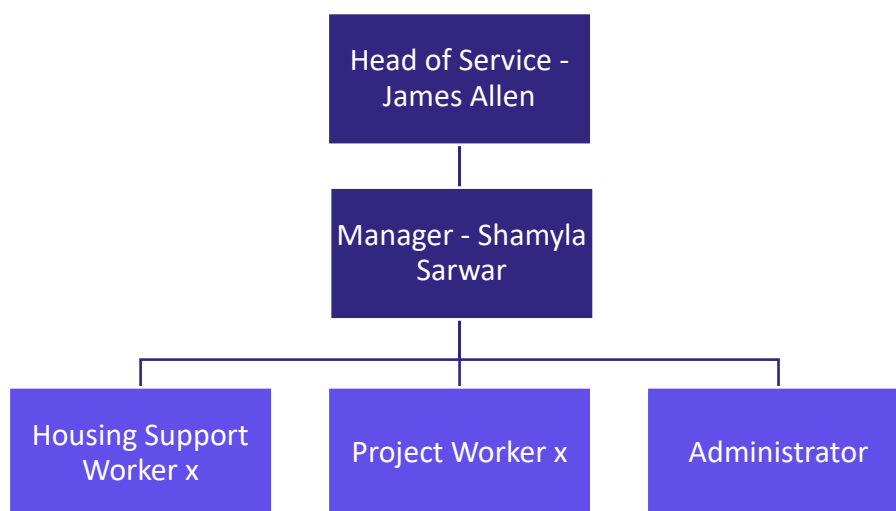 Head of Service -
James Allen
Manager - Shamyla
Sarwar
Housing Support
Worker x
Project Worker x
Administrator